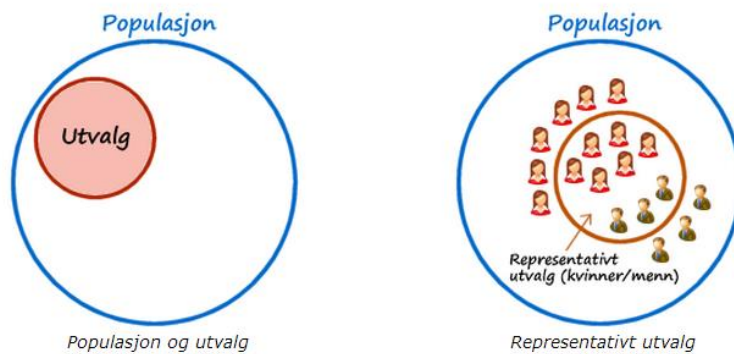 Populasjon
Utvalg
Populasjon og utvalg
Populasjon
Representativt
utvalg (kvinner/menn)
Representativt utvalg